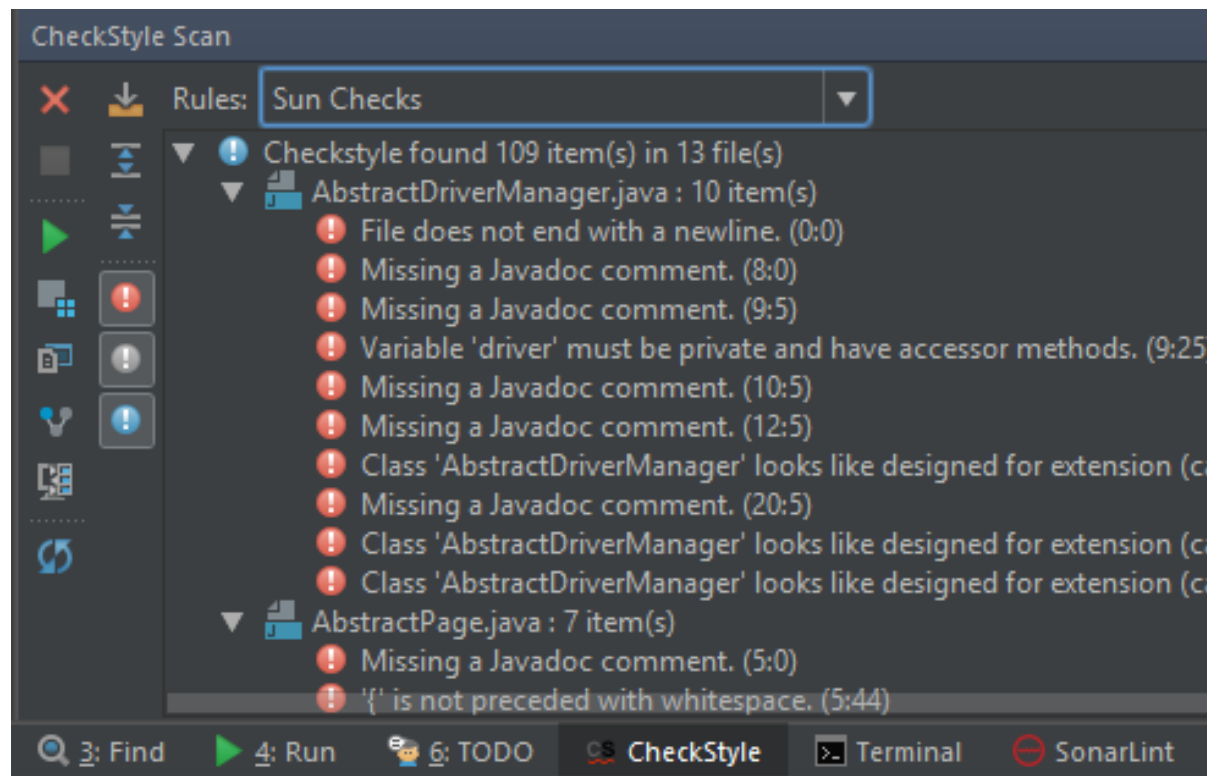 CheckStyle Scan
Rules: Sun Checks
Checkstyle found 109 item(s) in 13 file(s)
AbstractDriverManager.java : 10 item(s)
File does not end with a newline. (0:0)
Missing a Javadoc comment. (8:0)
Missing a Javadoc comment. (9:5)
Variable 'driver' must be private and have accessor methods. (9:25)
Missing a Javadoc comment. (10:5)
Missing a Javadoc comment. (12:5)
Class 'AbstractDriverManager' looks like designed for extension (ca
Missing a Javadoc comment. (20:5)
Class 'AbstractDriverManager' looks like designed for extension (ca
Class 'AbstractDriverManager' looks like designed for extension (ca
AbstractPage.java : 7 item(s)
Missing a Javadoc comment. (5:0)
'{' is not preceded with whitespace. (5:44)
3: Find 4: Run 6: TODO CS CheckStyle Terminal SonarLint